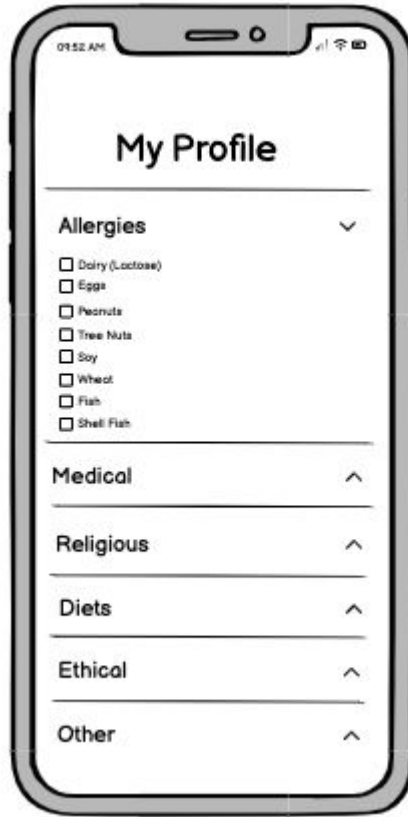 09:52 AM
My Profile
Allergies
Dairy (Lactose)
Eggs
Peanuts
Tree Nuts
Soy
Wheat
Fish
Shell Fish
Medical
Religious
Diets
Ethical
Other